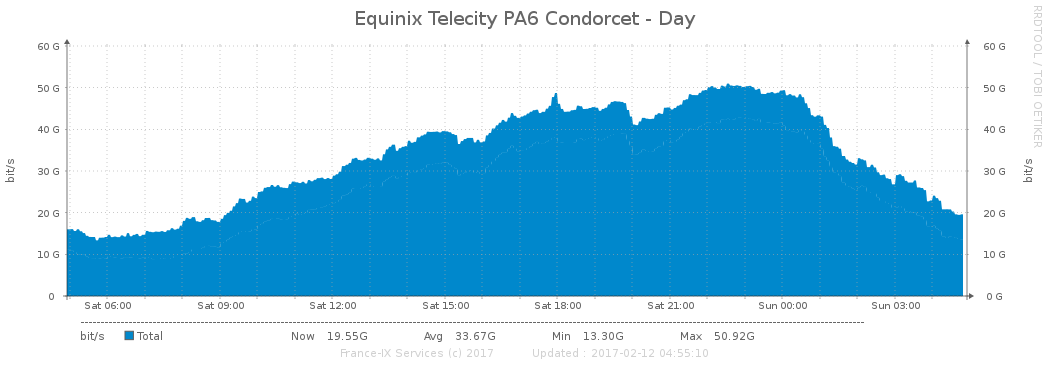 Equinix Telecity PA6 Condorcet - Day
RRDTOOL / TOBI OETIKER
60 G 60 G
50 G 50 G
40 G 40 G
30 G 30 G
20 G 20 G
10 G 10 G
0 0 G
bit/s bit/s
Sat 06:00 Sat 09:00 Sat 12:00 Sat 15:00 Sat 18:00 Sat 21:00 Sun 00:00 Sun 03:00
bit/s Total Now 19.55G Avg 33.67G Min 13.30G Max 50.92G
France-IX Services (c) 2017 Updated : 2017-02-12 04:55:10